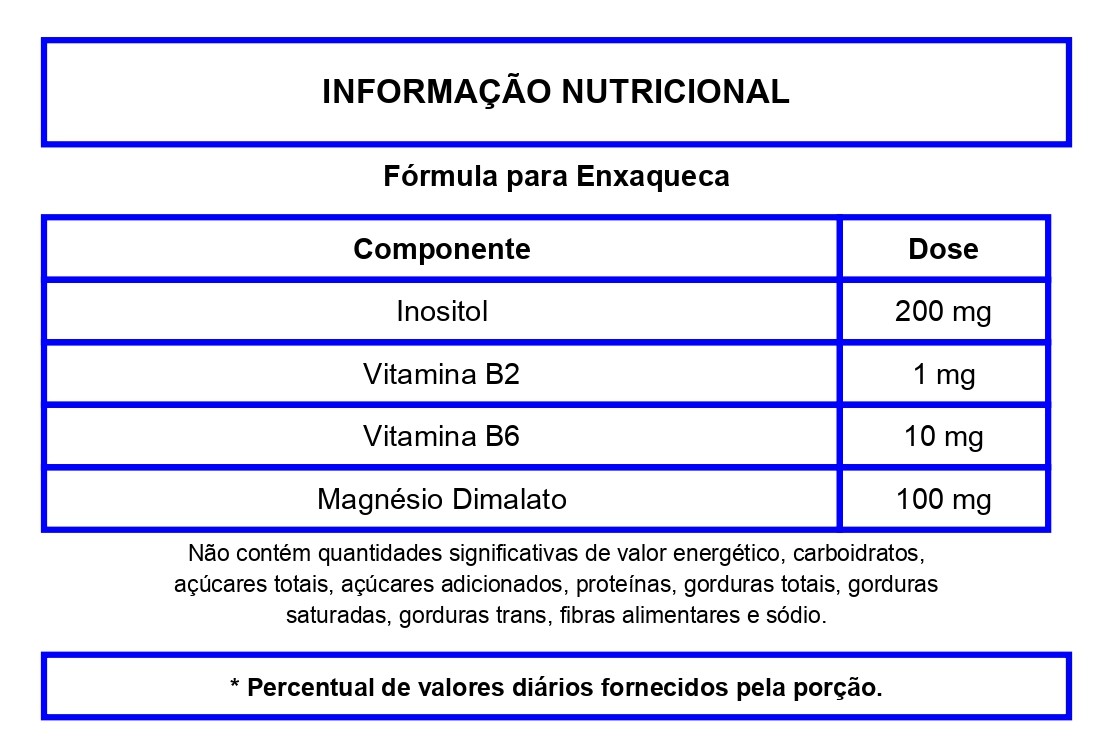 INFORMAÇÃO NUTRICIONAL
Fórmula para Enxaqueca
Componente Dose
Inositol 200 mg
Vitamina B2 1 mg
Vitamina B6 10 mg
Magnésio Dimalato 100 mg
Não contém quantidades significativas de valor energético, carboidratos,
açúcares totais, açúcares adicionados, proteínas, gorduras totais, gorduras
saturadas, gorduras trans, fibras alimentares e sódio.
* Percentual de valores diários fornecidos pela porção.